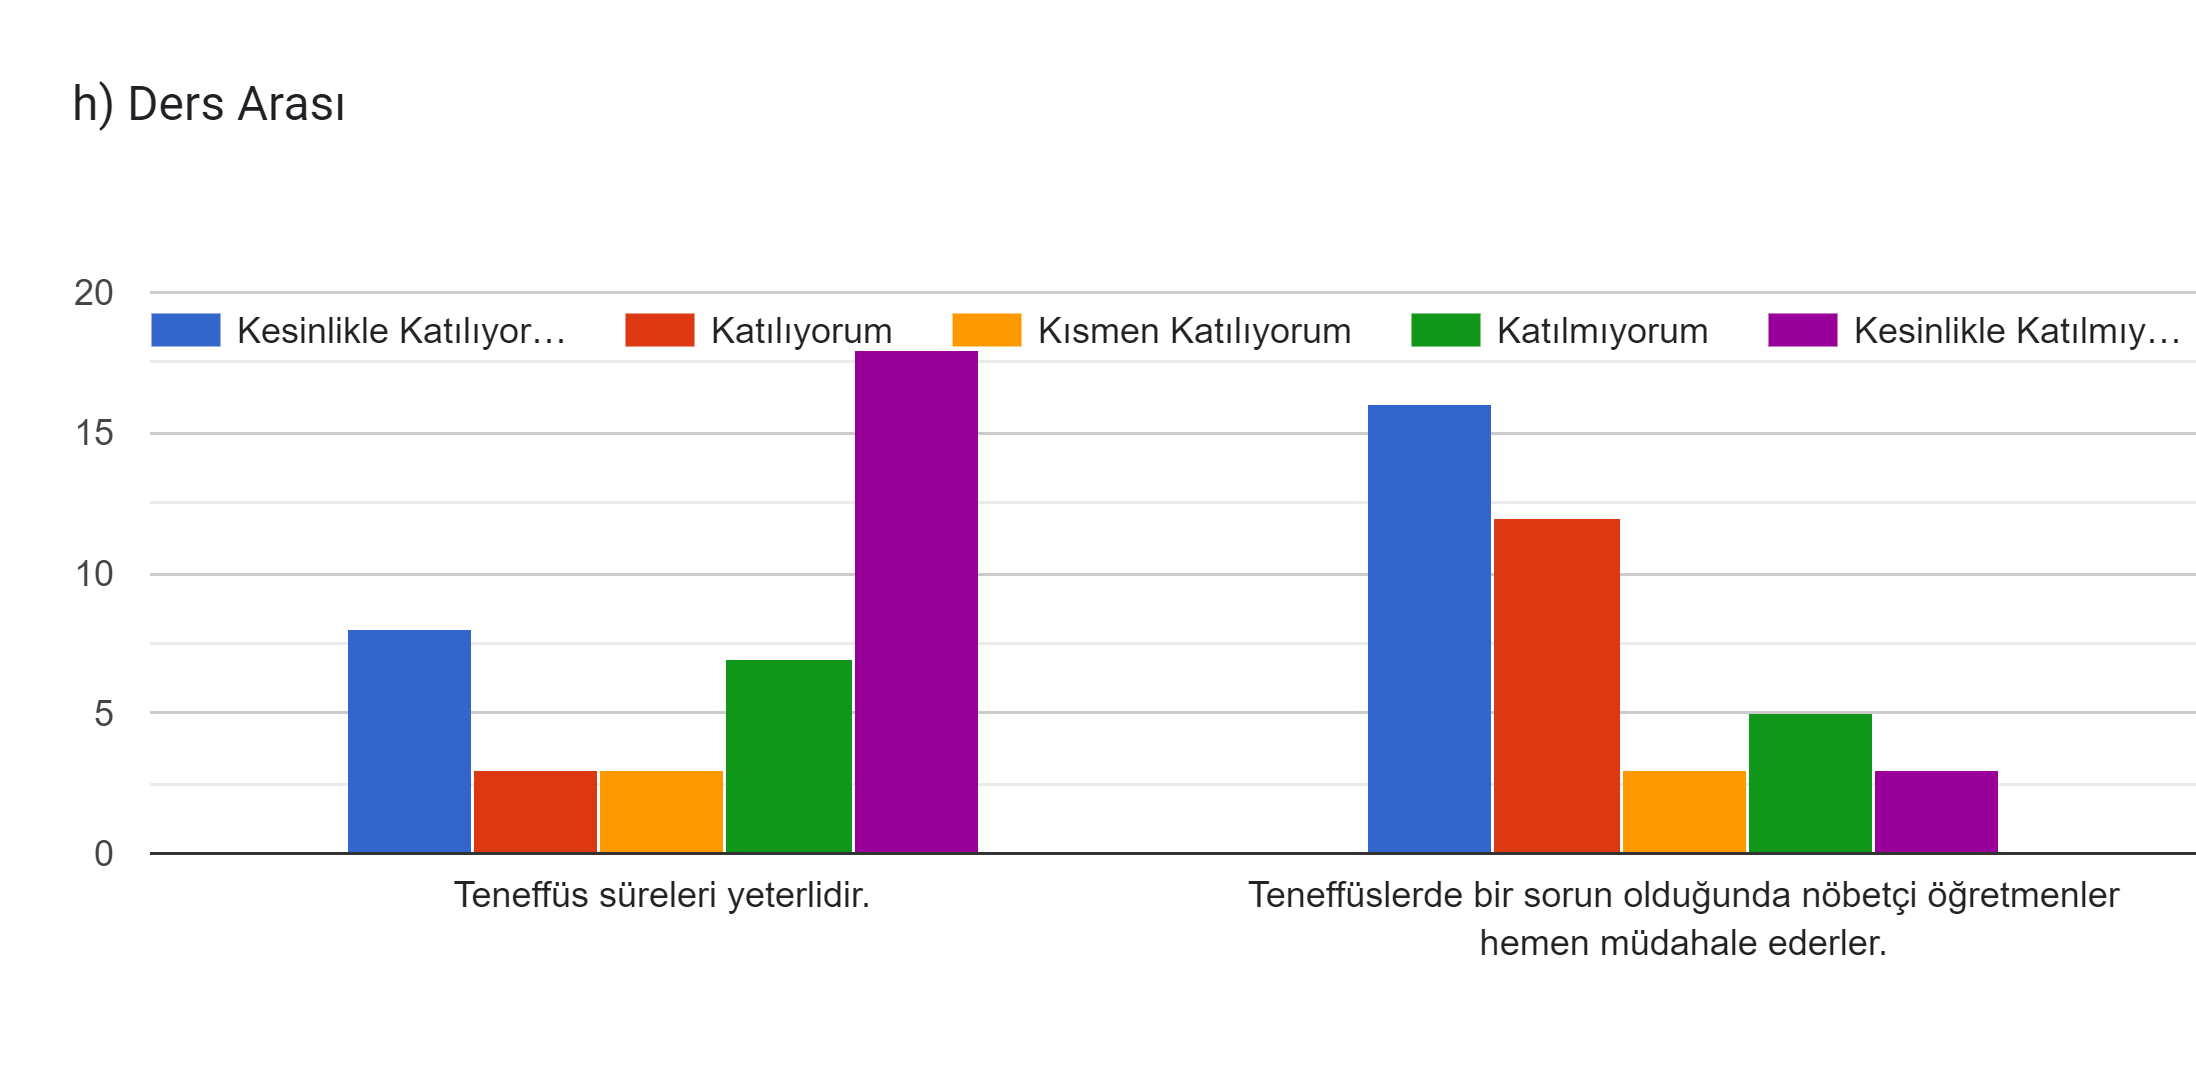 h) Ders Arası
20
Kesinlikle Katılıyor… Katılıyorum Kısmen Katılıyorum Katılmıyorum Kesinlikle Katılmıy…
15
10
5
0
Teneffüs süreleri yeterlidir. Teneffüslerde bir sorun olduğunda nöbetçi öğretmenler
hemen müdahale ederler.